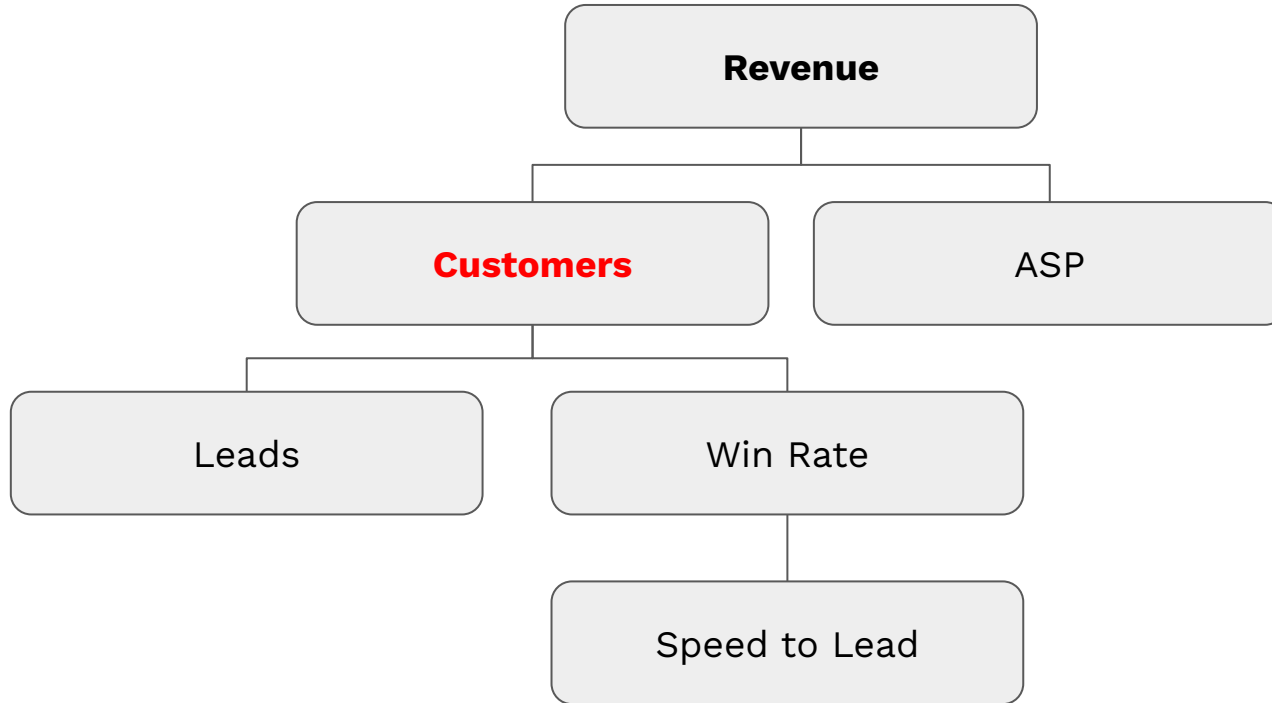 Revenue
Customers
ASP
Leads
Win Rate
Speed to Lead